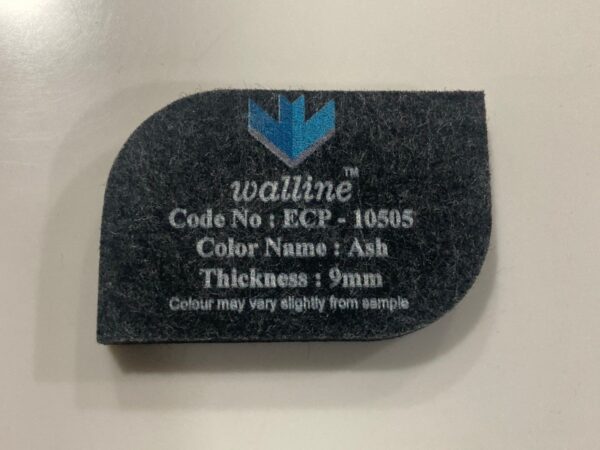 walline™
Code No : ECP - 10505
Color Name : Ash
Thickness : 9mm
Colour may vary slightly from sample